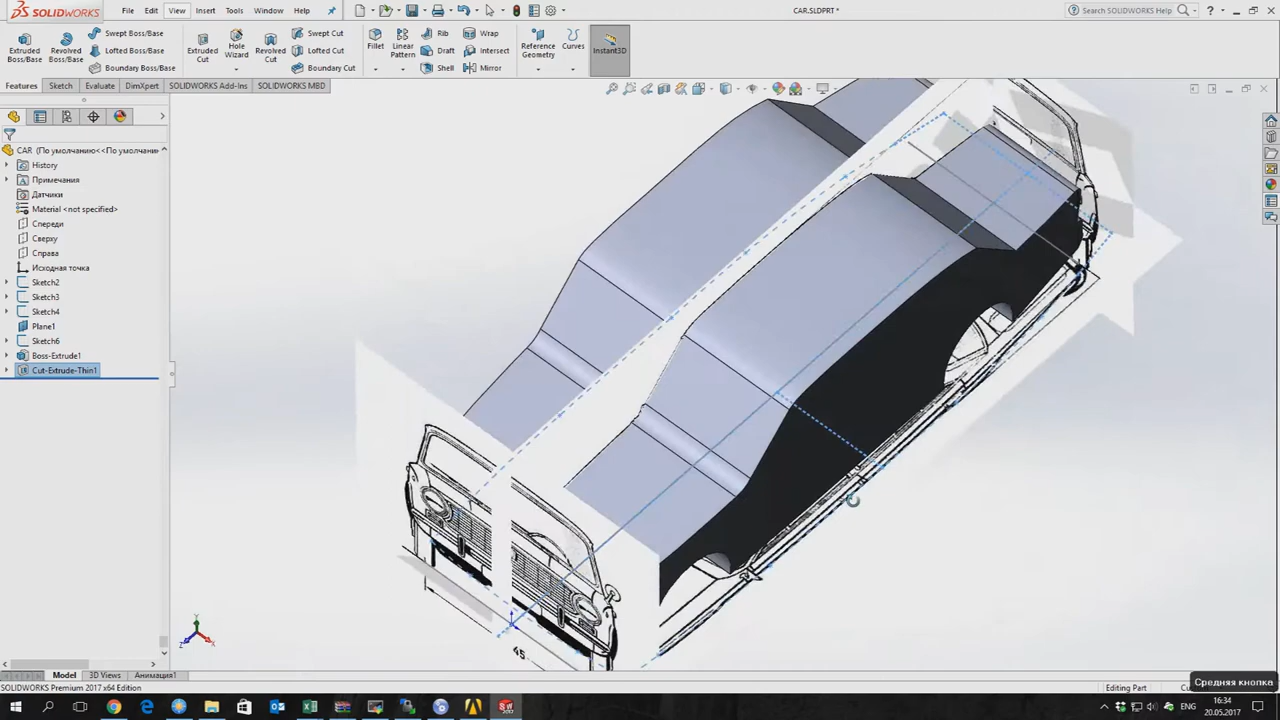 SOLIDWORKS
File Edit View Insert Tools Window Help
CAR.SLDPRT *
Search SOLIDWORKS Help
Extruded Boss/Base
Revolved Boss/Base
Swept Boss/Base
Lofted Boss/Base
Boundary Boss/Base
Extruded Cut
Hole Wizard
Revolved Cut
Swept Cut
Lofted Cut
Boundary Cut
Fillet
Linear Pattern
Rib
Draft
Shell
Wrap
Intersect
Mirror
Reference Geometry
Curves
Instant3D
Features Sketch Evaluate DimXpert SOLIDWORKS Add-Ins SOLIDWORKS MBD
CAR (По умолчанию<<По умолчани
History
Примечания
Датчики
Material <not specified>
Спереди
Сверху
Справа
Исходная точка
Sketch2
Sketch3
Sketch4
Plane1
Sketch6
Boss-Extrude1
Cut-Extrude-Thin1
45
Y
Z
X
Model 3D Views Анимация1
SOLIDWORKS Premium 2017 x64 Edition
Editing Part
Средняя кнопка
ENG
16:34
20.05.2017